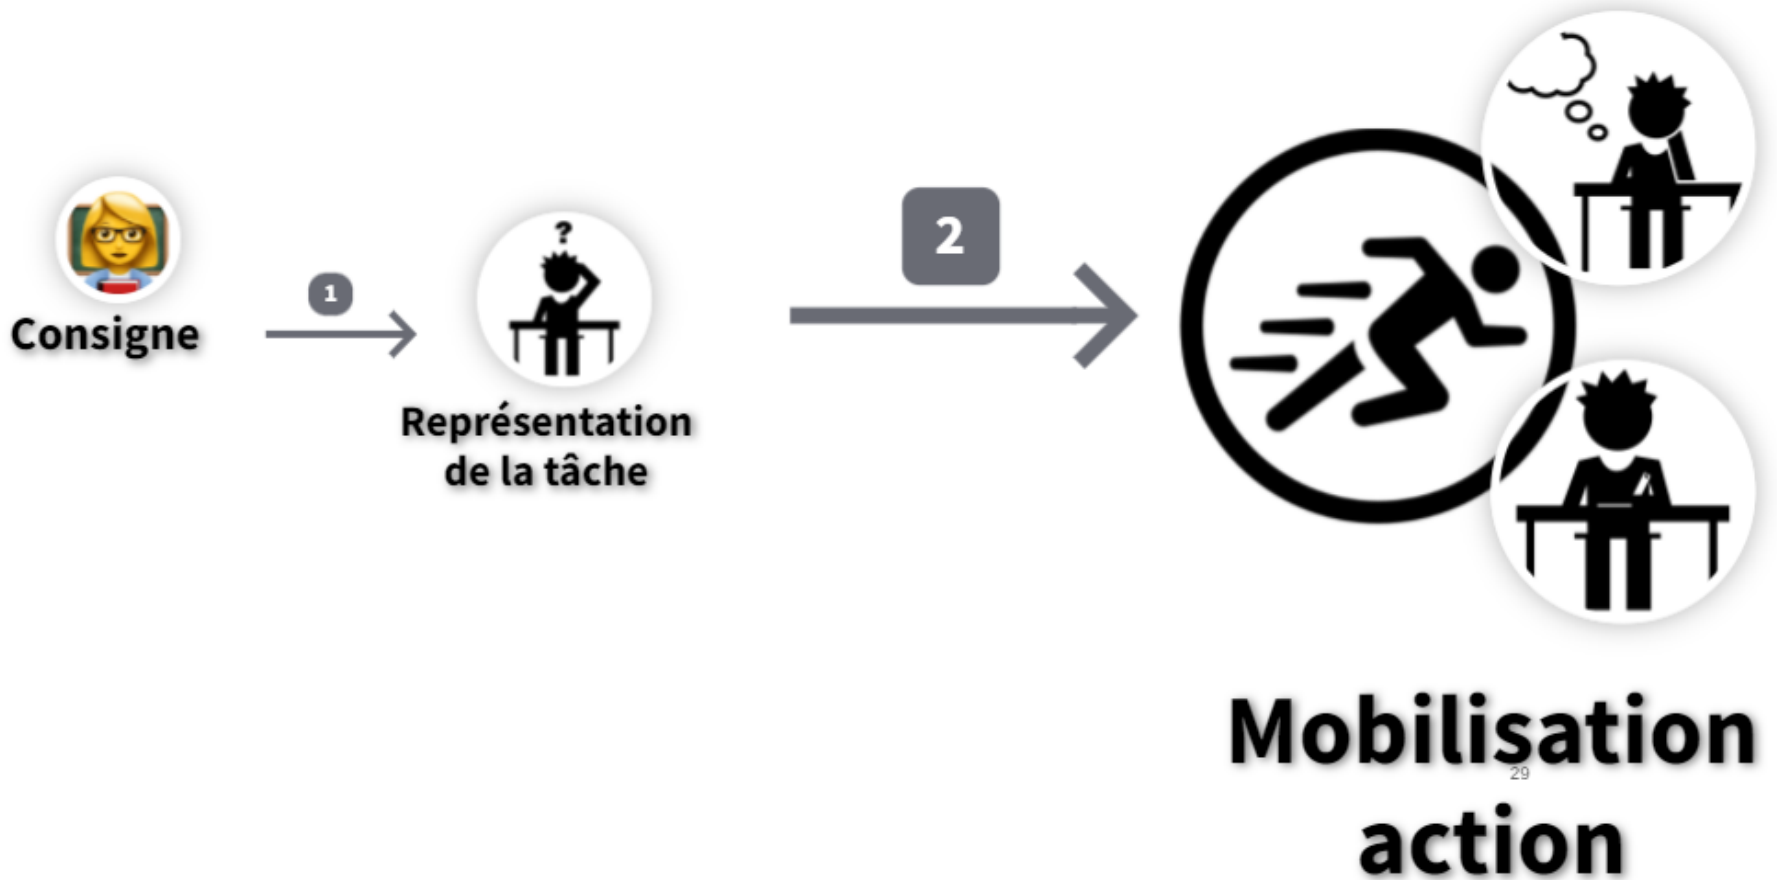 Consigne
1
?
Représentation
de la tâche
2
Mobilisation
29
action